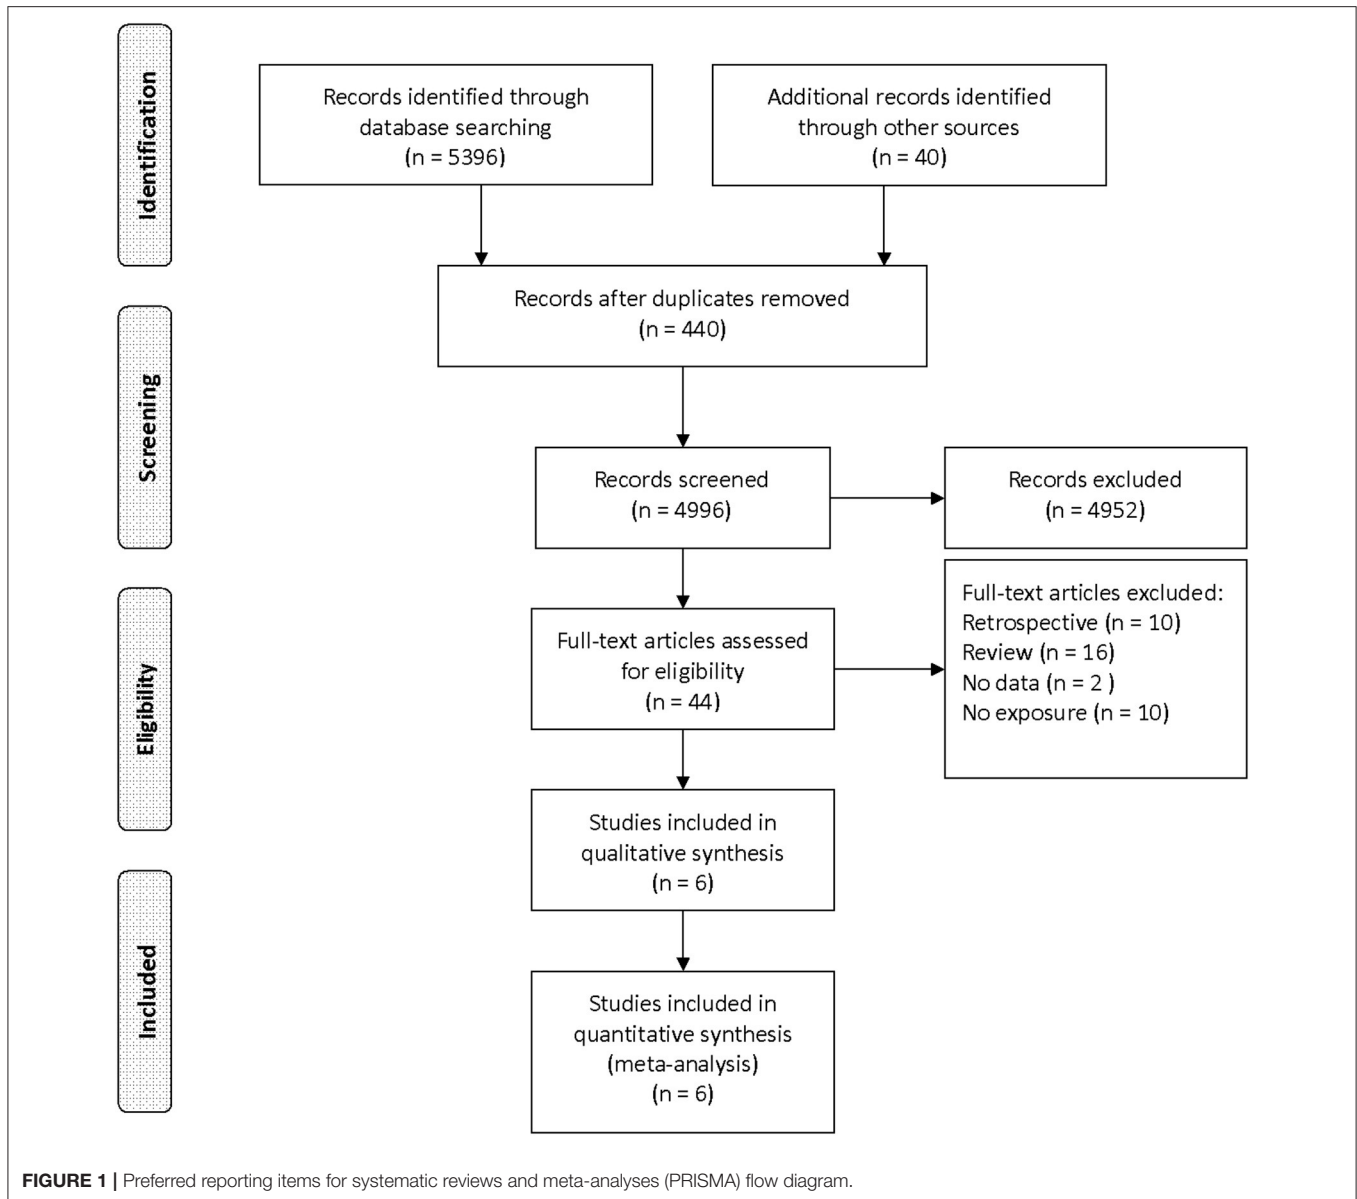 Identification
Records identified through
database searching
(n = 5396)
Additional records identified
through other sources
(n = 40)
Records after duplicates removed
(n = 440)
Screening
Records screened
(n = 4996)
Records excluded
(n = 4952)
Eligibility
Full-text articles assessed
for eligibility
(n = 44)
Full-text articles excluded:
Retrospective (n = 10)
Review (n = 16)
No data (n = 2 )
No exposure (n = 10)
Studies included in
qualitative synthesis
(n = 6)
Included
Studies included in
quantitative synthesis
(meta-analysis)
(n = 6)
FIGURE 1 | Preferred reporting items for systematic reviews and meta-analyses (PRISMA) flow diagram.